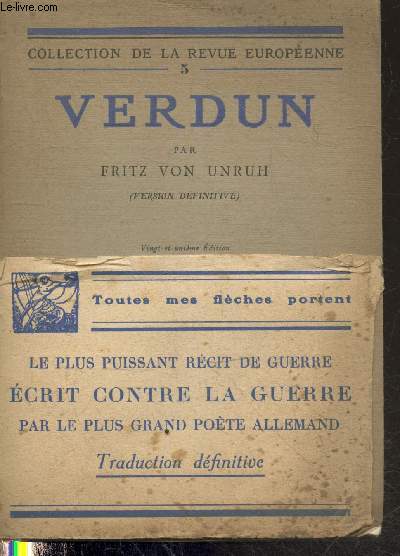 Le-livre.com
COLLECTION DE LA REVUE EUROPÉENNE
5
VERDUN
PAR
FRITZ VON UNRUH
(VERSION DÉFINITIVE)
Vingt-et-unième Édition
Toutes mes flèches portent
LE PLUS PUISSANT RÉCIT DE GUERRE
ÉCRIT CONTRE LA GUERRE
PAR LE PLUS GRAND POÈTE ALLEMAND
Traduction définitive